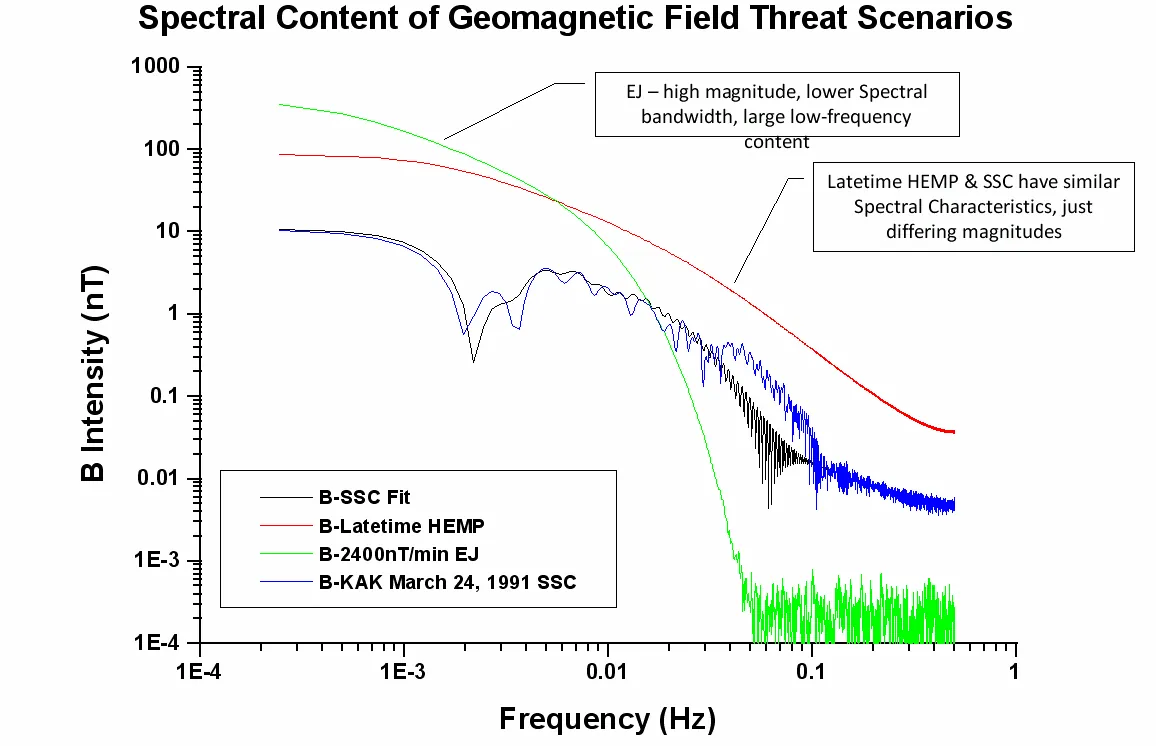 Spectral Content of Geomagnetic Field Threat Scenarios
1000
100
10
1
0.1
0.01
1E-3
1E-4
B Intensity (nT)
EJ – high magnitude, lower Spectral
bandwidth, large low-frequency
content
Latetime HEMP & SSC have similar
Spectral Characteristics, just
differing magnitudes
B-SSC Fit
B-Latetime HEMP
B-2400nT/min EJ
B-KAK March 24, 1991 SSC
1E-4
1E-3
0.01
0.1
1
Frequency (Hz)